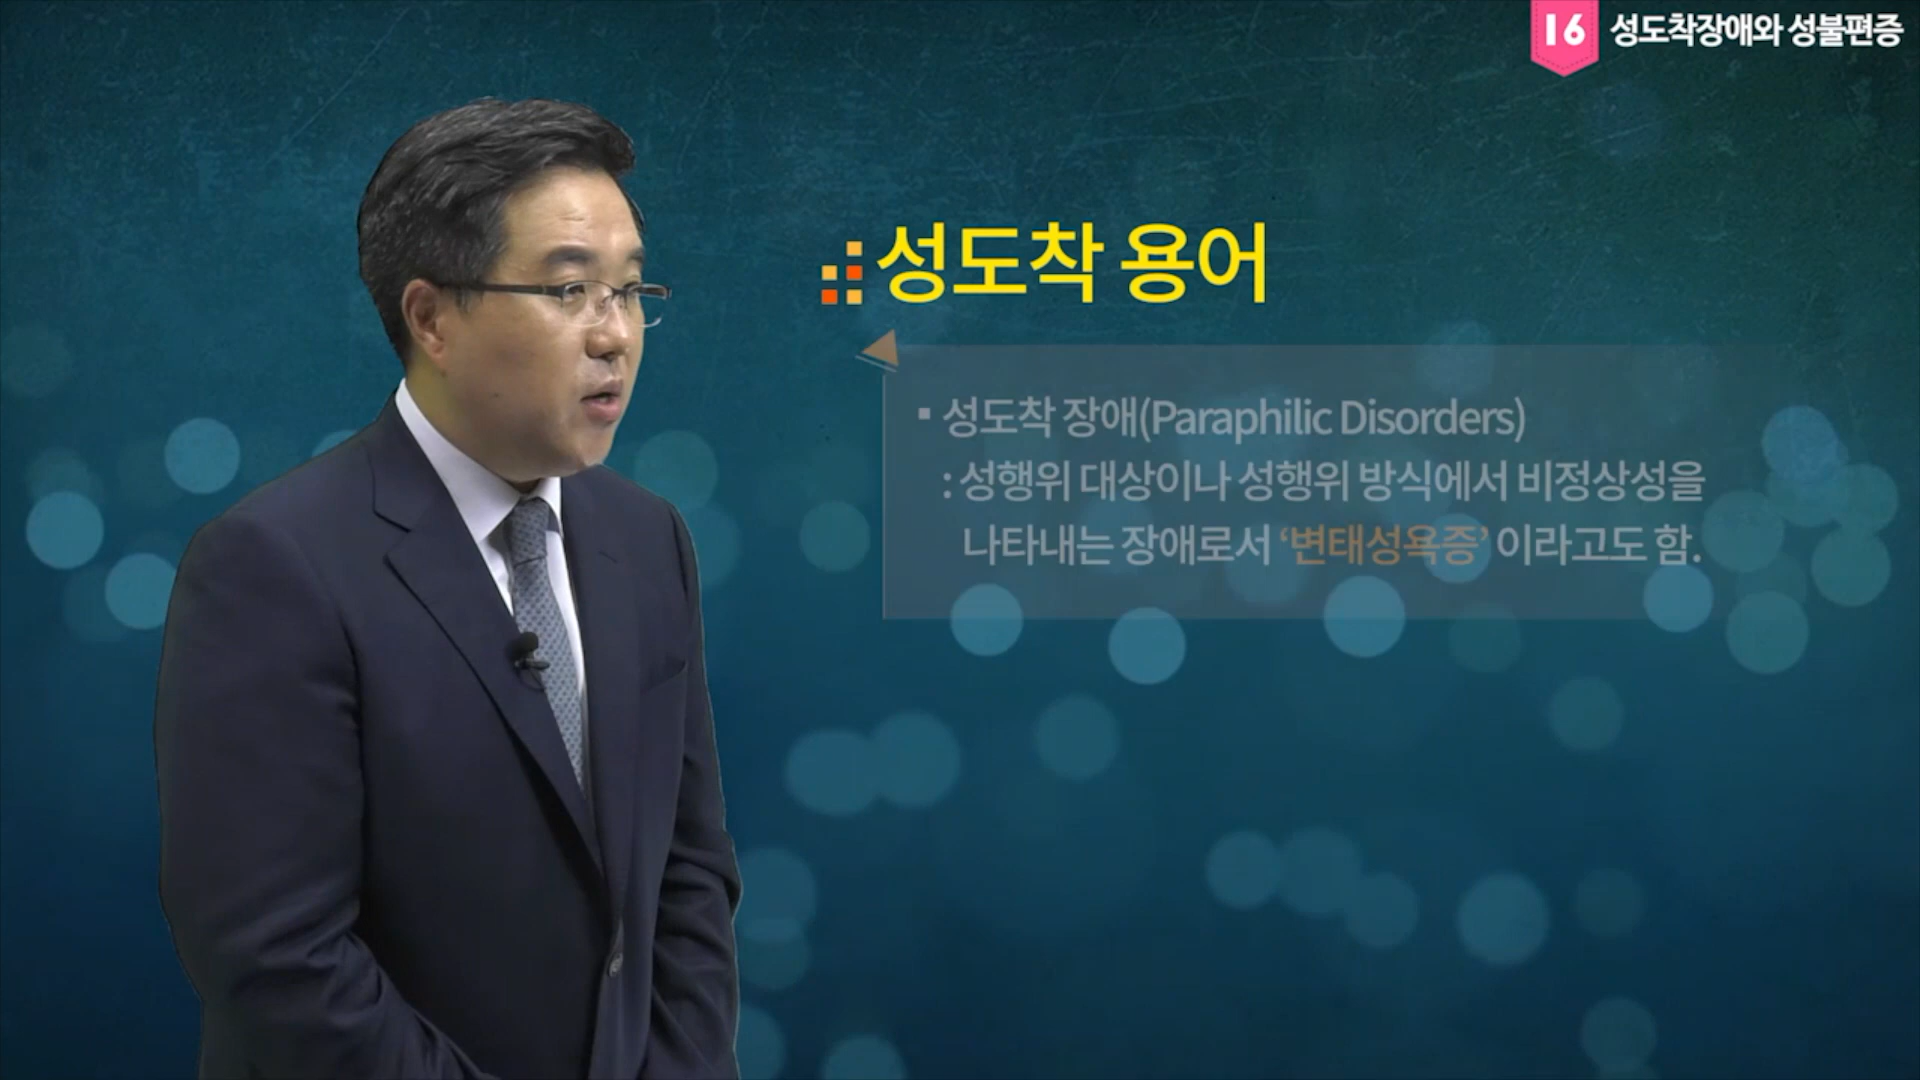 16 성도착장애와 성불편증
성도착 용어
▪ 성도착 장애(Paraphilic Disorders)
: 성행위 대상이나 성행위 방식에서 비정상성을
나타내는 장애로서 ‘변태성욕증’ 이라고도 함.